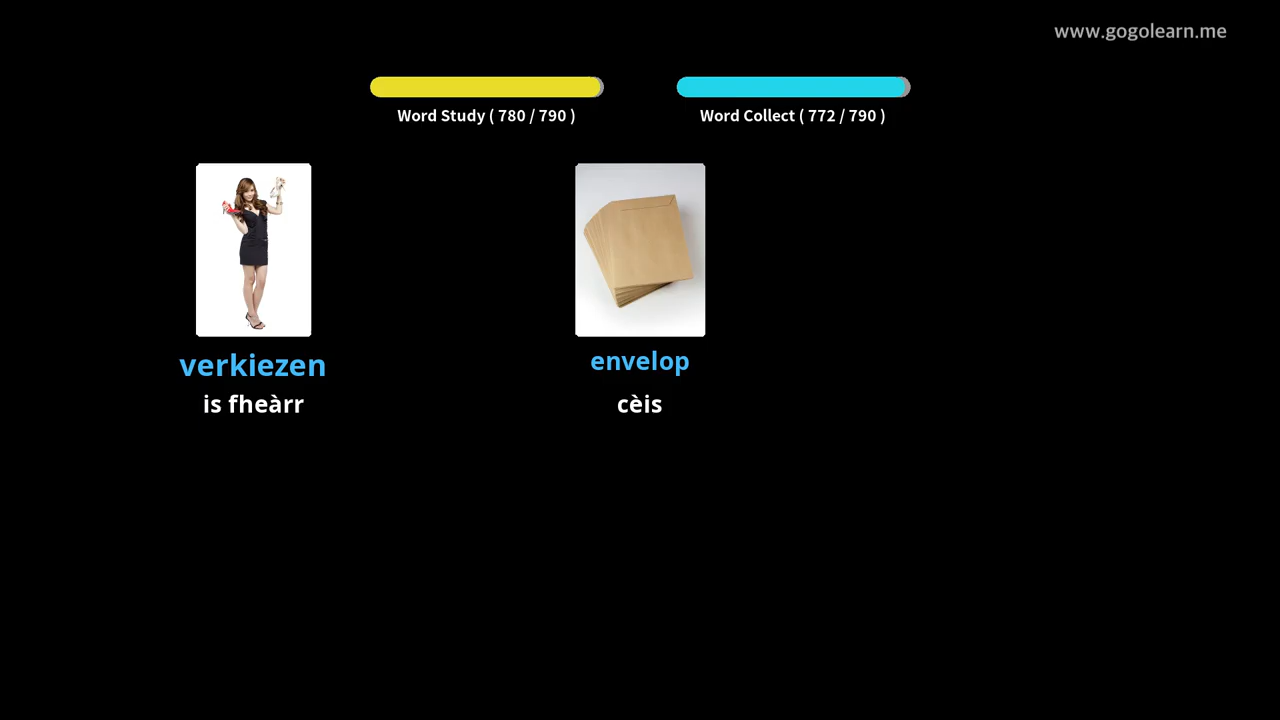 www.gogolearn.me
Word Study ( 780 / 790 )
Word Collect ( 772 / 790 )
verkiezen
is fheàrr
envelop
cèis